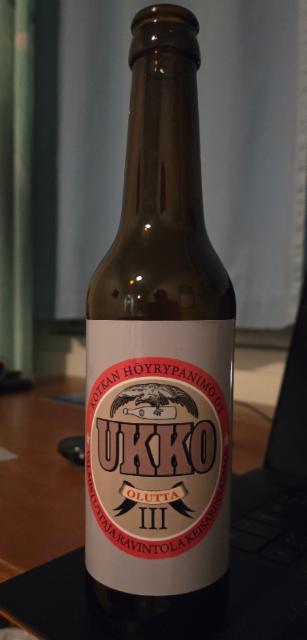 KOTKAN HÖYRYPANIMO OY
UKKO
OLUTTA
III
RAVINTOLA